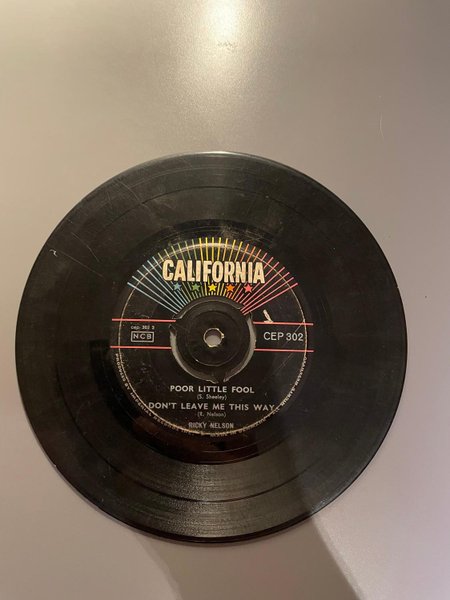 CALIFORNIA
NCB
CEP 302
POOR LITTLE FOOL
(S. Sheeley)
DON'T LEAVE ME THIS WAY
(R. Nelson)
RICKY NELSON